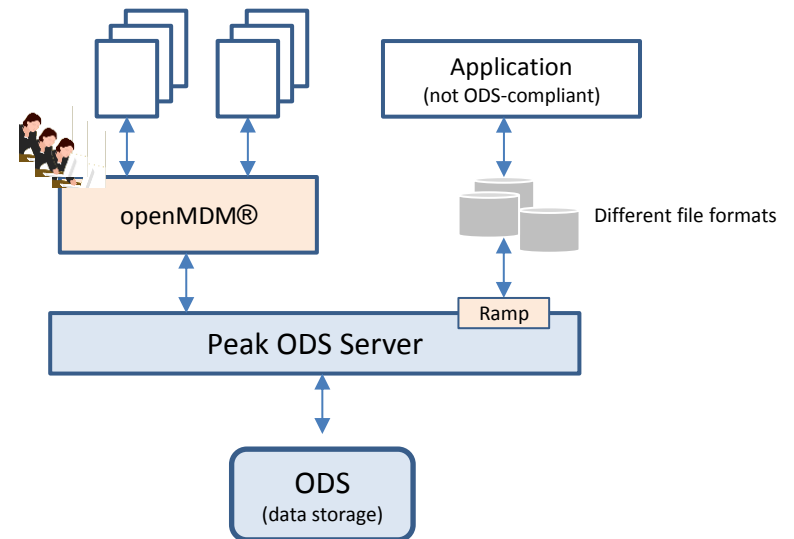 Application
(not ODS-compliant)
openMDM®
Different file formats
Ramp
Peak ODS Server
ODS
(data storage)